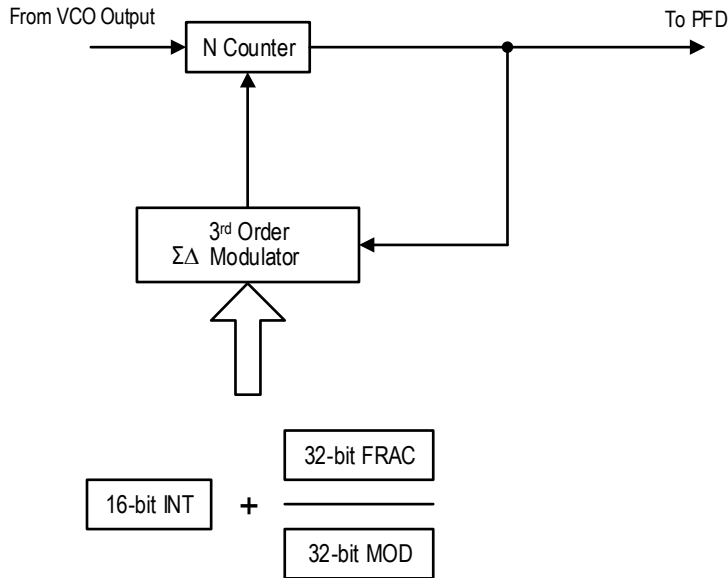 From VCO Output
To PFD
N Counter
3rd Order
ΣΔ Modulator
32-bit FRAC
16-bit INT
+
32-bit MOD